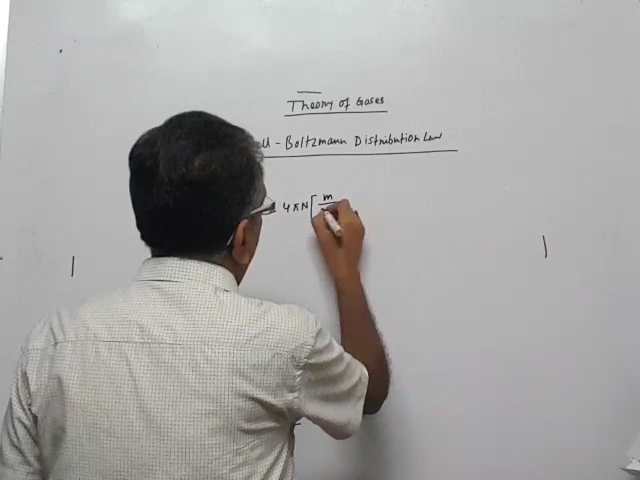 Theory of Gases
- Boltzmann Distribution Law
4πN[m